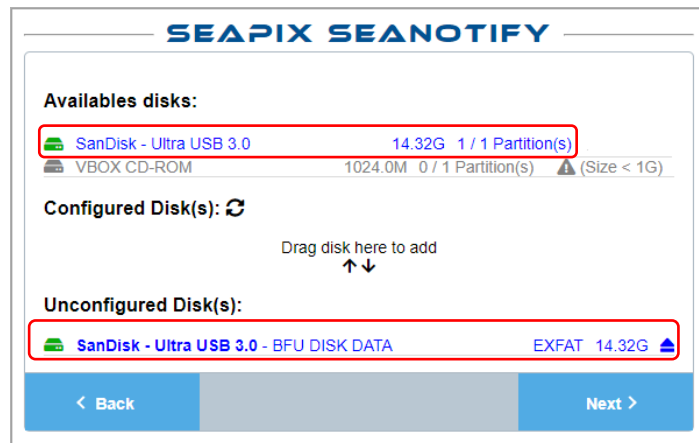 SEAPIX SEANOTIFY
Availables disks:
SanDisk - Ultra USB 3.0 14.32G 1 / 1 Partition(s)
VBOX CD-ROM 1024.0M 0 / 1 Partition(s) (Size < 1G)
Configured Disk(s):
Drag disk here to add
Unconfigured Disk(s):
SanDisk - Ultra USB 3.0 - BFU DISK DATA EXFAT 14.32G
< Back Next >